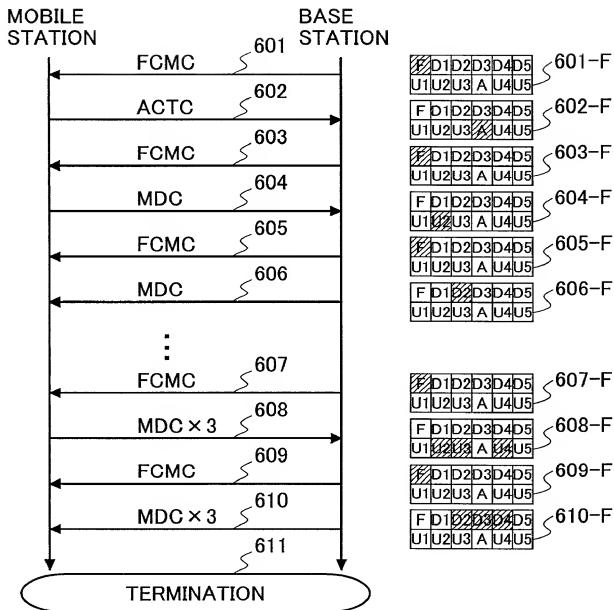 MOBILE STATION
BASE STATION
FCMC 601
F D1 D2 D3 D4 D5
U1 U2 U3 A U4 U5
601-F
ACTC 602
F D1 D2 D3 D4 D5
U1 U2 U3 A U4 U5
602-F
FCMC 603
F D1 D2 D3 D4 D5
U1 U2 U3 A U4 U5
603-F
MDC 604
F D1 D2 D3 D4 D5
U1 U2 U3 A U4 U5
604-F
FCMC 605
F D1 D2 D3 D4 D5
U1 U2 U3 A U4 U5
605-F
MDC 606
F D1 D2 D3 D4 D5
U1 U2 U3 A U4 U5
606-F
FCMC 607
F D1 D2 D3 D4 D5
U1 U2 U3 A U4 U5
607-F
MDC×3 608
F D1 D2 D3 D4 D5
U1 U2 U3 A U4 U5
608-F
FCMC 609
F D1 D2 D3 D4 D5
U1 U2 U3 A U4 U5
609-F
MDC×3 610
F D1 D2 D3 D4 D5
U1 U2 U3 A U4 U5
610-F
611
TERMINATION